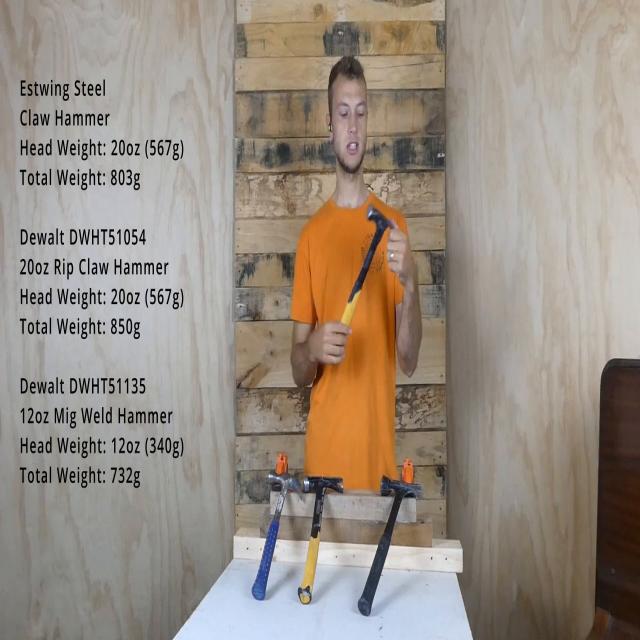 Estwing Steel
Claw Hammer
Head Weight: 20oz (567g)
Total Weight: 803g
Dewalt DWHT51054
20oz Rip Claw Hammer
Head Weight: 20oz (567g)
Total Weight: 850g
Dewalt DWHT51135
12oz Mig Weld Hammer
Head Weight: 12oz (340g)
Total Weight: 732g